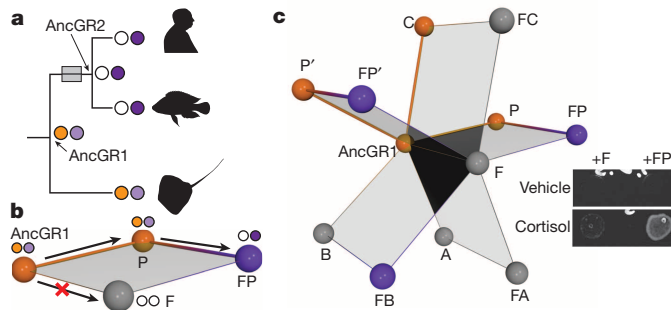 a
AncGR2
AncGR1
b
AncGR1
P
F
FP
c
C
FC
P′
FP′
P
FP
AncGR1
F
B
A
FB
FA
+F +FP
Vehicle
Cortisol